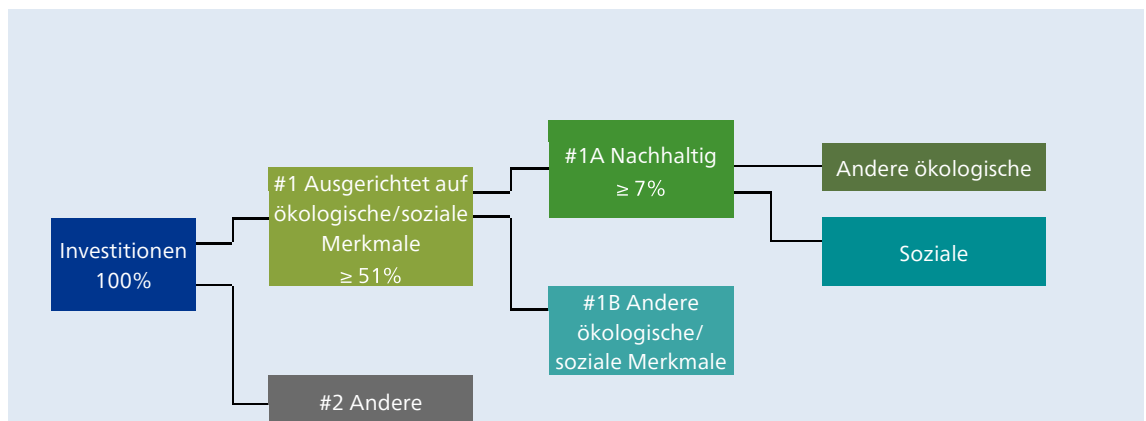 Investitionen
100%
#1 Ausgerichtet auf
ökologische/soziale
Merkmale
≥ 51%
#2 Andere
#1A Nachhaltig
≥ 7%
#1B Andere
ökologische/
soziale Merkmale
Andere ökologische
Soziale